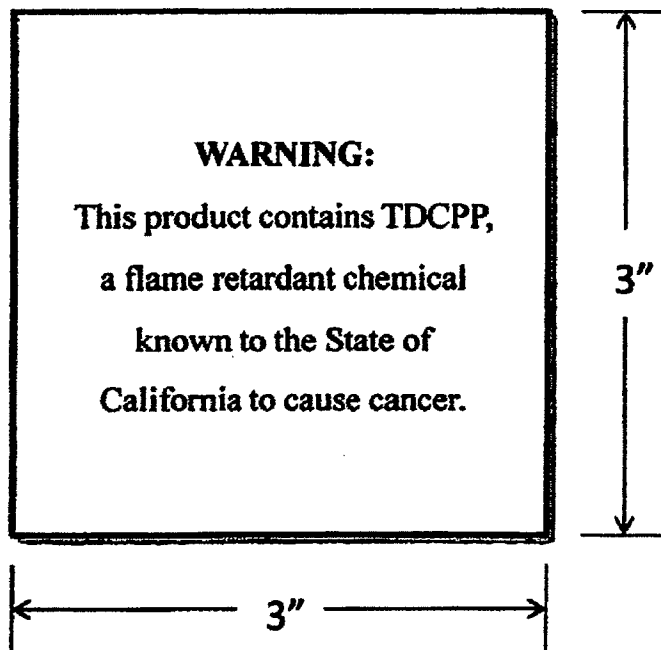 WARNING:
This product contains TDCPP,
a flame retardant chemical
known to the State of
California to cause cancer.
3"
3"